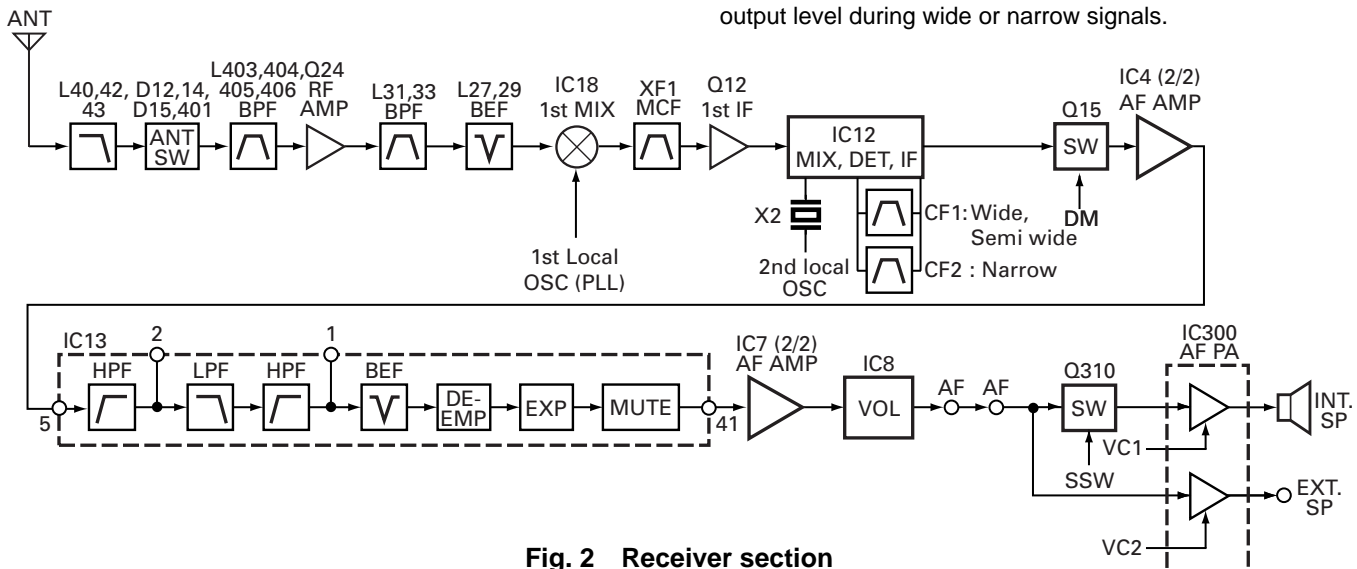 output level during wide or narrow signals.
ANT
L40,42,
43
D12,14,
D15,401
ANT
SW
L403,404,
405,406
BPF
Q24
RF
AMP
L31,33
BPF
L27,29
BEF
IC18
1st MIX
1st Local
OSC (PLL)
XF1
MCF
Q12
1st IF
IC12
MIX, DET, IF
X2
2nd local
OSC
CF1: Wide,
Semi wide
CF2 : Narrow
Q15
SW
DM
IC4 (2/2)
AF AMP
IC13
5
HPF
2
LPF
HPF
1
BEF
DE-
EMP
EXP
MUTE
41
IC7 (2/2)
AF AMP
IC8
VOL
AF
AF
Q310
SW
SSW
IC300
AF PA
VC1
INT.
SP
VC2
EXT.
SP
Fig. 2 Receiver section